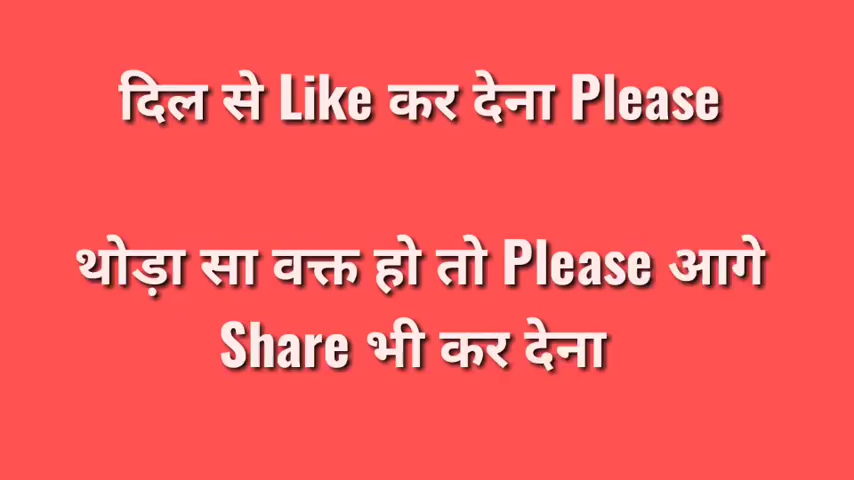 दिल से Like कर देना Please
थोड़ा सा वक्त हो तो Please आगे
Share भी कर देना